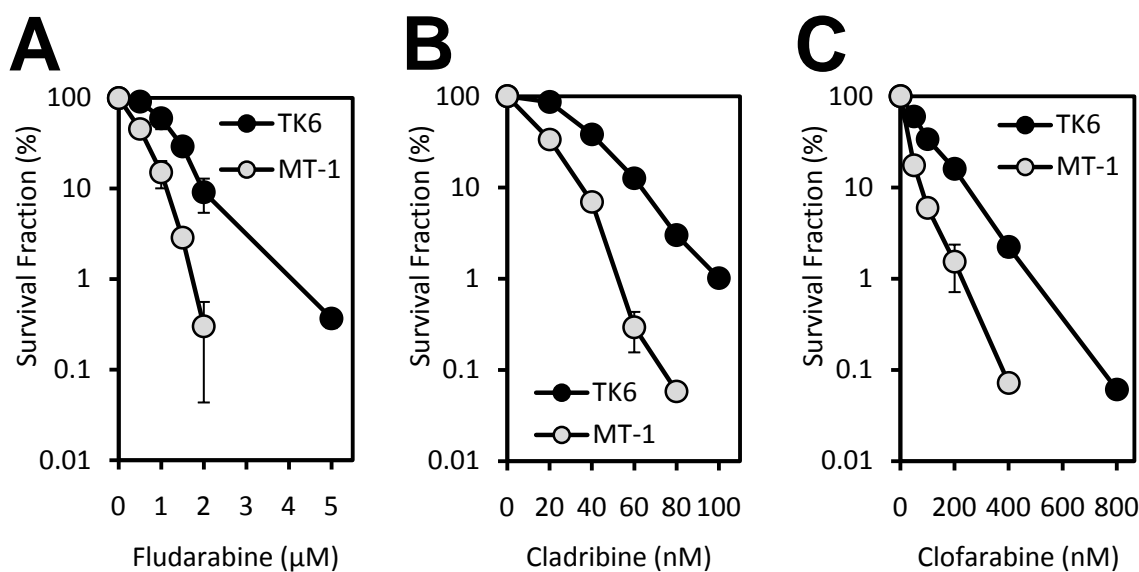 A
Survival Fraction (%)
100
10
1
0.1
0.01
TK6
MT-1
0 1 2 3 4 5
Fludarabine (μM)
B
Survival Fraction (%)
100
10
1
0.1
0.01
TK6
MT-1
0 20 40 60 80 100
Cladribine (nM)
C
Survival Fraction (%)
100
10
1
0.1
0.01
TK6
MT-1
0 200 400 600 800
Clofarabine (nM)